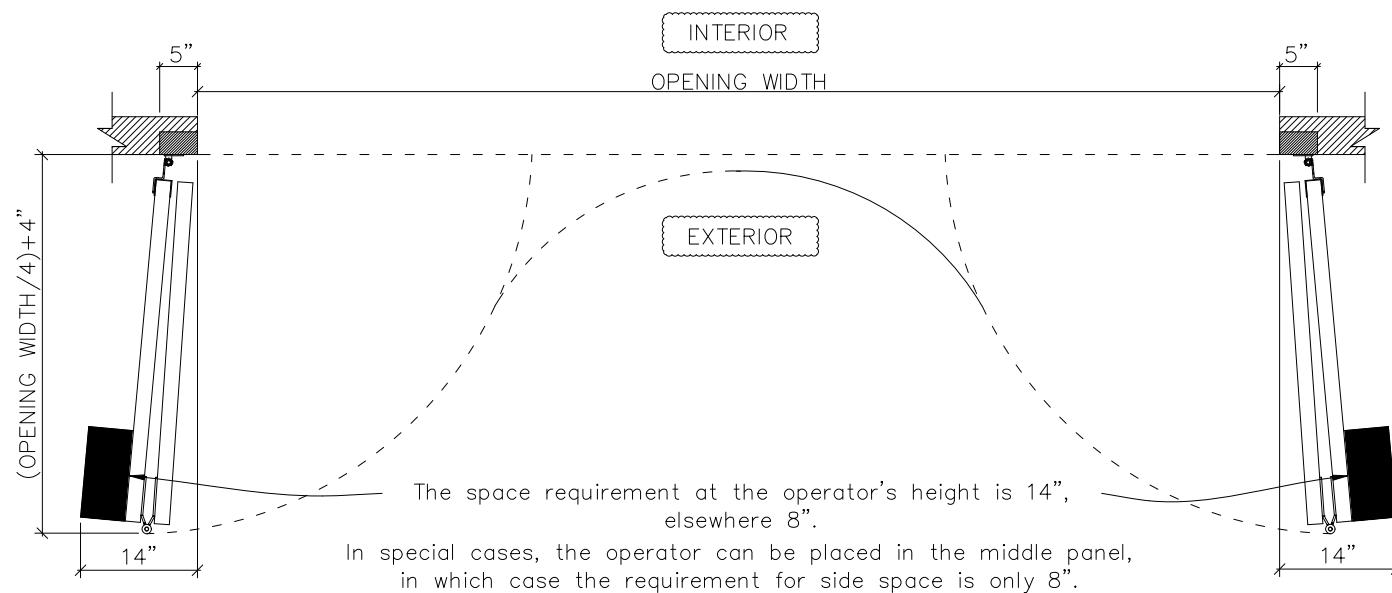 INTERIOR
5”
5”
OPENING WIDTH
(OPENING WIDTH/4)+4”
EXTERIOR
The space requirement at the operator’s height is 14”,
elsewhere 8”.
In special cases, the operator can be placed in the middle panel,
in which case the requirement for side space is only 8”.
14”
14”